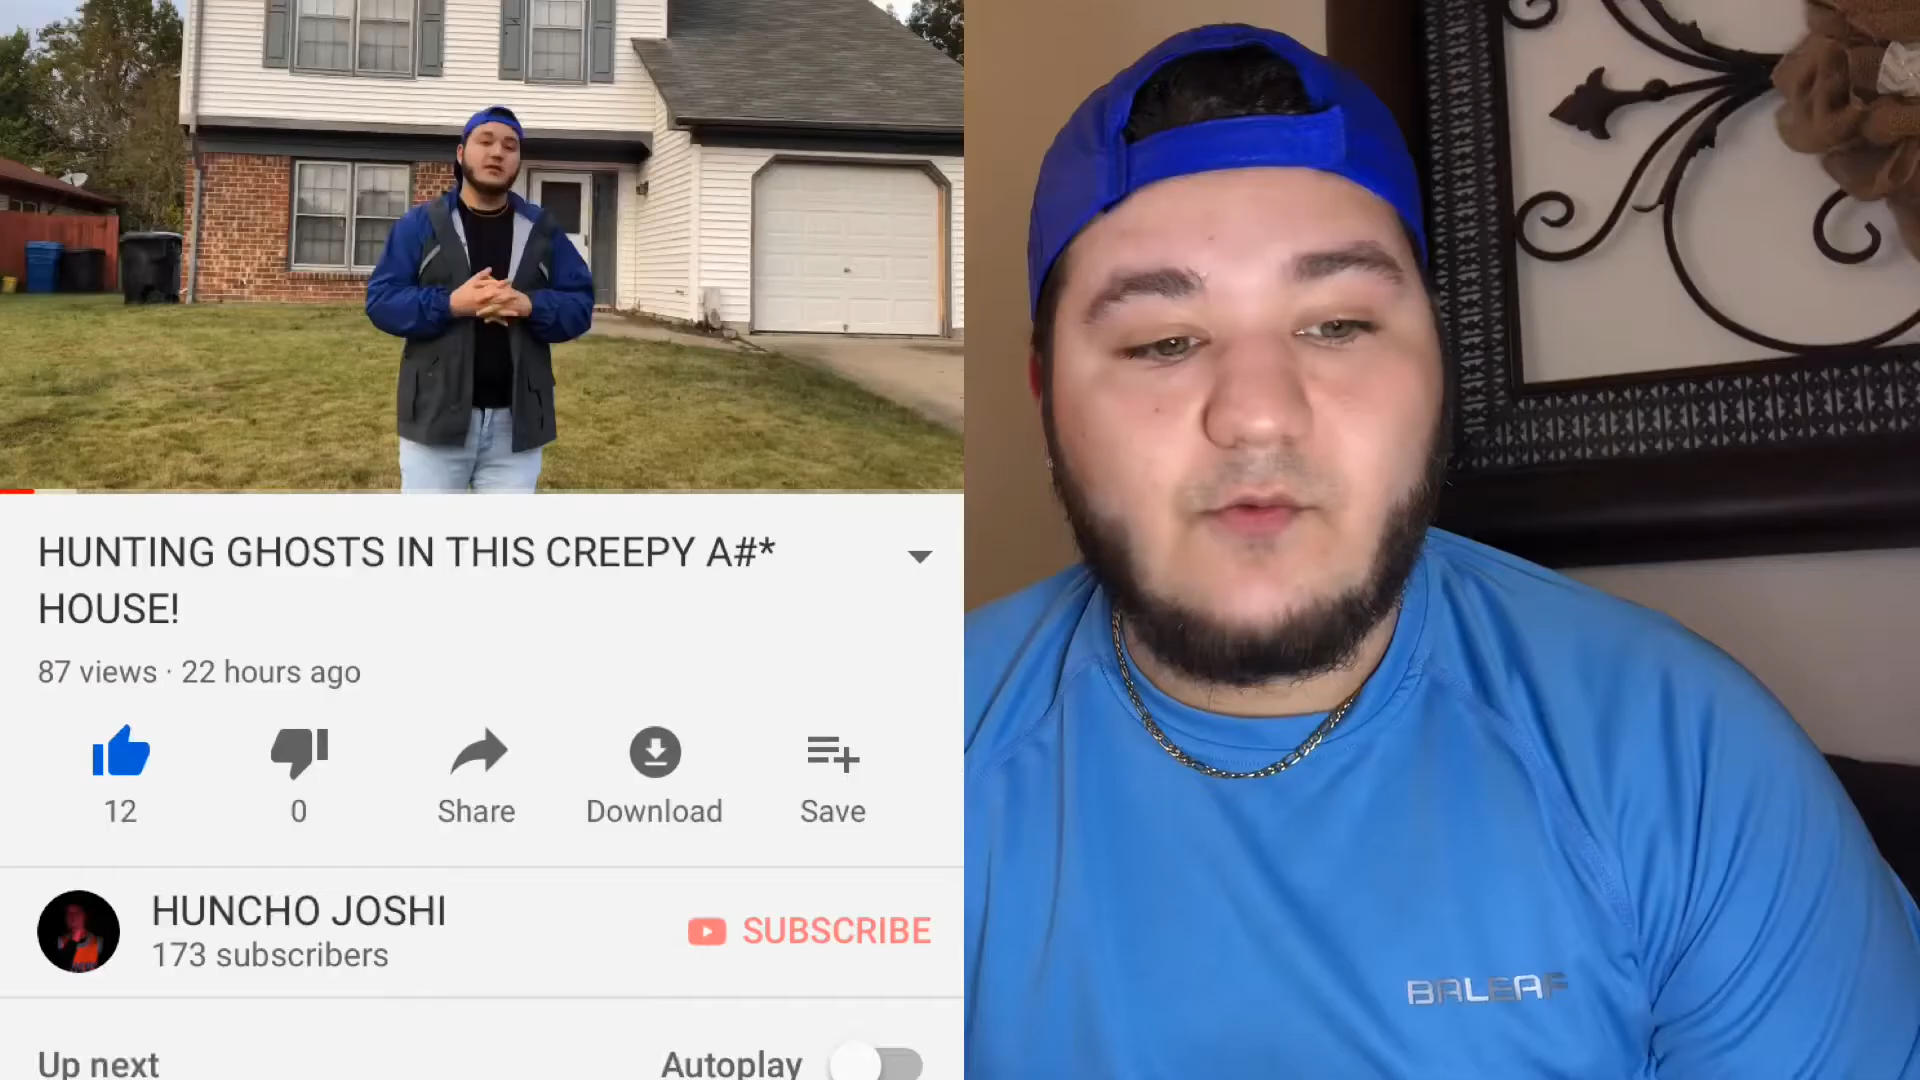 HUNTING GHOSTS IN THIS CREEPY A#*
HOUSE!
87 views · 22 hours ago
12
0
Share
Download
Save
HUNCHO JOSHI
173 subscribers
SUBSCRIBE
Up next
Autoplay
BALEAF